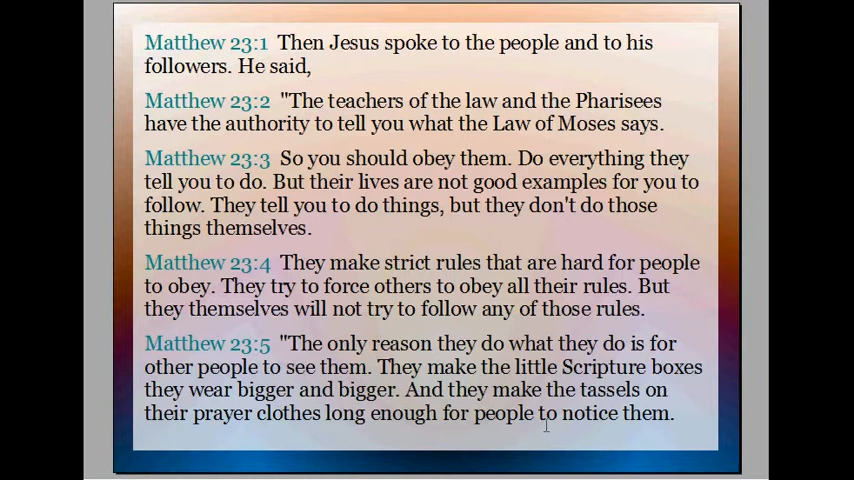 Matthew 23:1 Then Jesus spoke to the people and to his
followers. He said,
Matthew 23:2 "The teachers of the law and the Pharisees
have the authority to tell you what the Law of Moses says.
Matthew 23:3 So you should obey them. Do everything they
tell you to do. But their lives are not good examples for you to
follow. They tell you to do things, but they don't do those
things themselves.
Matthew 23:4 They make strict rules that are hard for people
to obey. They try to force others to obey all their rules. But
they themselves will not try to follow any of those rules.
Matthew 23:5 "The only reason they do what they do is for
other people to see them. They make the little Scripture boxes
they wear bigger and bigger. And they make the tassels on
their prayer clothes long enough for people to notice them.